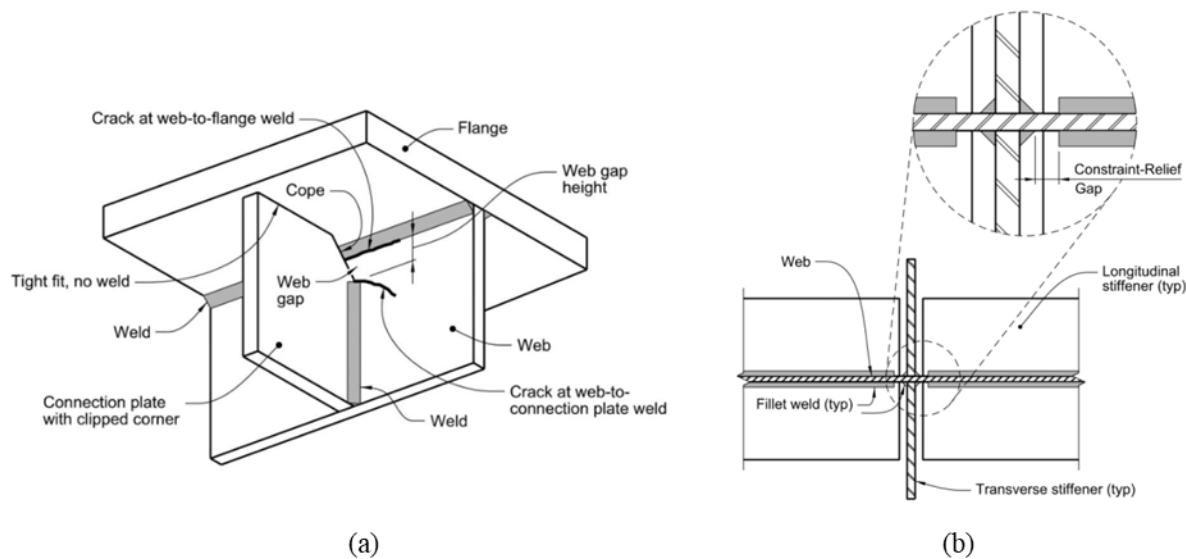 Crack at web-to-flange weld
Flange
Cope
Web gap
height
Tight fit, no weld
Web
gap
Weld
Web
Connection plate
with clipped corner
Crack at web-to-
connection plate weld
Weld
(a)
Constraint-Relief
Gap
Web
Longitudinal
stiffener (typ)
Fillet weld (typ)
Transverse stiffener (typ)
(b)